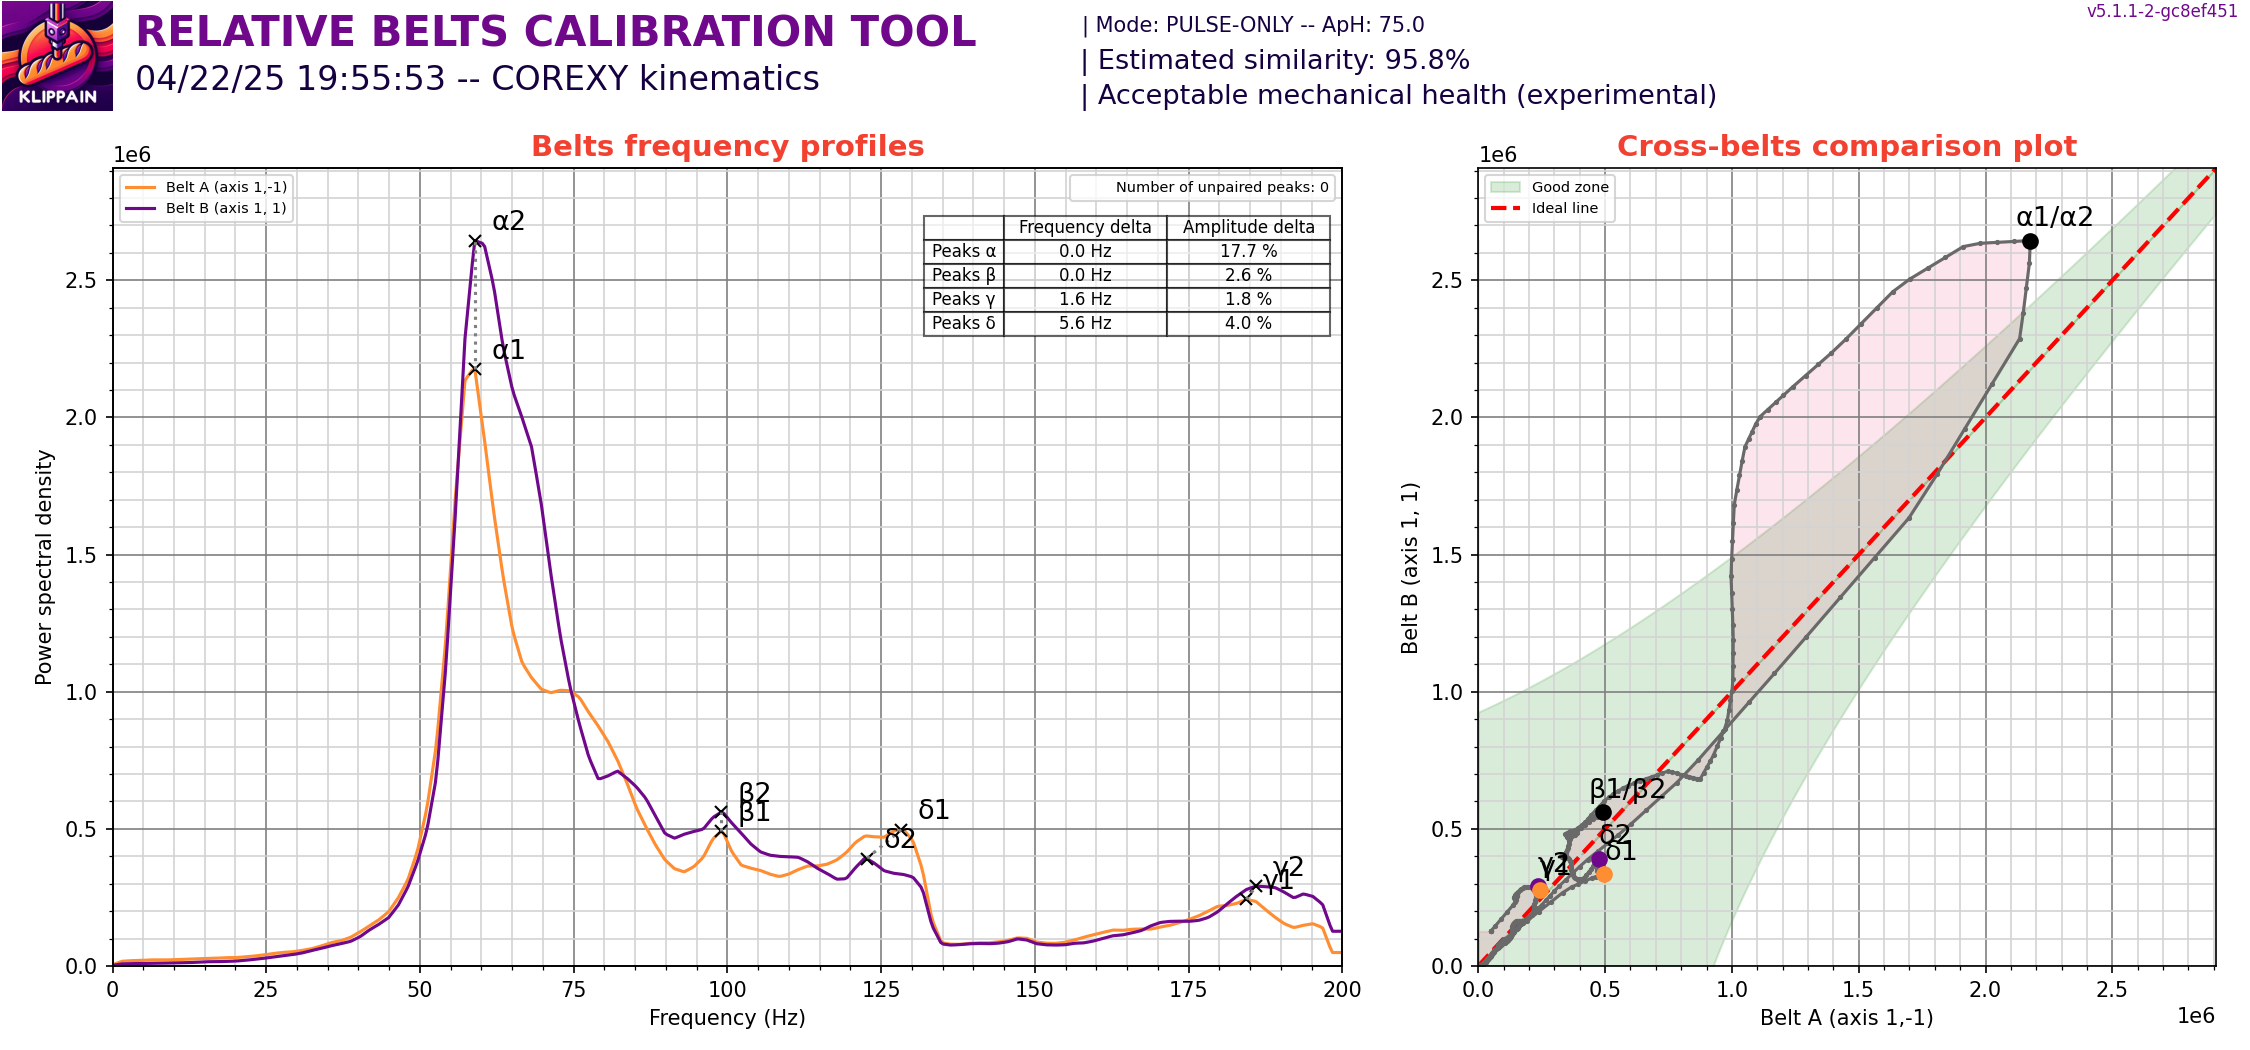 KLIPPAIN
RELATIVE BELTS CALIBRATION TOOL
04/22/25 19:55:53 -- COREXY kinematics
| Mode: PULSE-ONLY -- ApH: 75.0
| Estimated similarity: 95.8%
| Acceptable mechanical health (experimental)
v5.1.1-2-gc8ef451
Belts frequency profiles
1e6
Belt A (axis 1,-1)
Belt B (axis 1, 1)
Number of unpaired peaks: 0
Frequency delta Amplitude delta
Peaks α 0.0 Hz 17.7 %
Peaks β 0.0 Hz 2.6 %
Peaks γ 1.6 Hz 1.8 %
Peaks δ 5.6 Hz 4.0 %
α2
α1
β2
β1
δ1
δ2
γ2
γ1
Power spectral density
2.5
2.0
1.5
1.0
0.5
0.0
0 25 50 75 100 125 150 175 200
Frequency (Hz)
Cross-belts comparison plot
1e6
Good zone
Ideal line
α1/α2
β1/β2
δ2
δ1
γ2
γ1
Belt B (axis 1, 1)
2.5
2.0
1.5
1.0
0.5
0.0
0.0 0.5 1.0 1.5 2.0 2.5
Belt A (axis 1,-1)
1e6